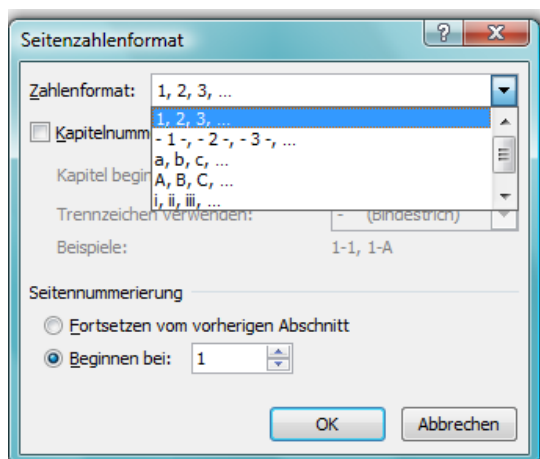 Seitenzahlenformat
Zahlenformat: 1, 2, 3, ...
1, 2, 3, ...
Kapitelnumm
- 1 -, - 2 -, - 3 -, ...
a, b, c, ...
Kapitel begin
A, B, C, ...
i, ii, iii, ...
Trennzeichen verwenden: - (Bindestrich)
Beispiele: 1-1, 1-A
Seitennummerierung
Fortsetzen vom vorherigen Abschnitt
Beginnen bei: 1
OK Abbrechen